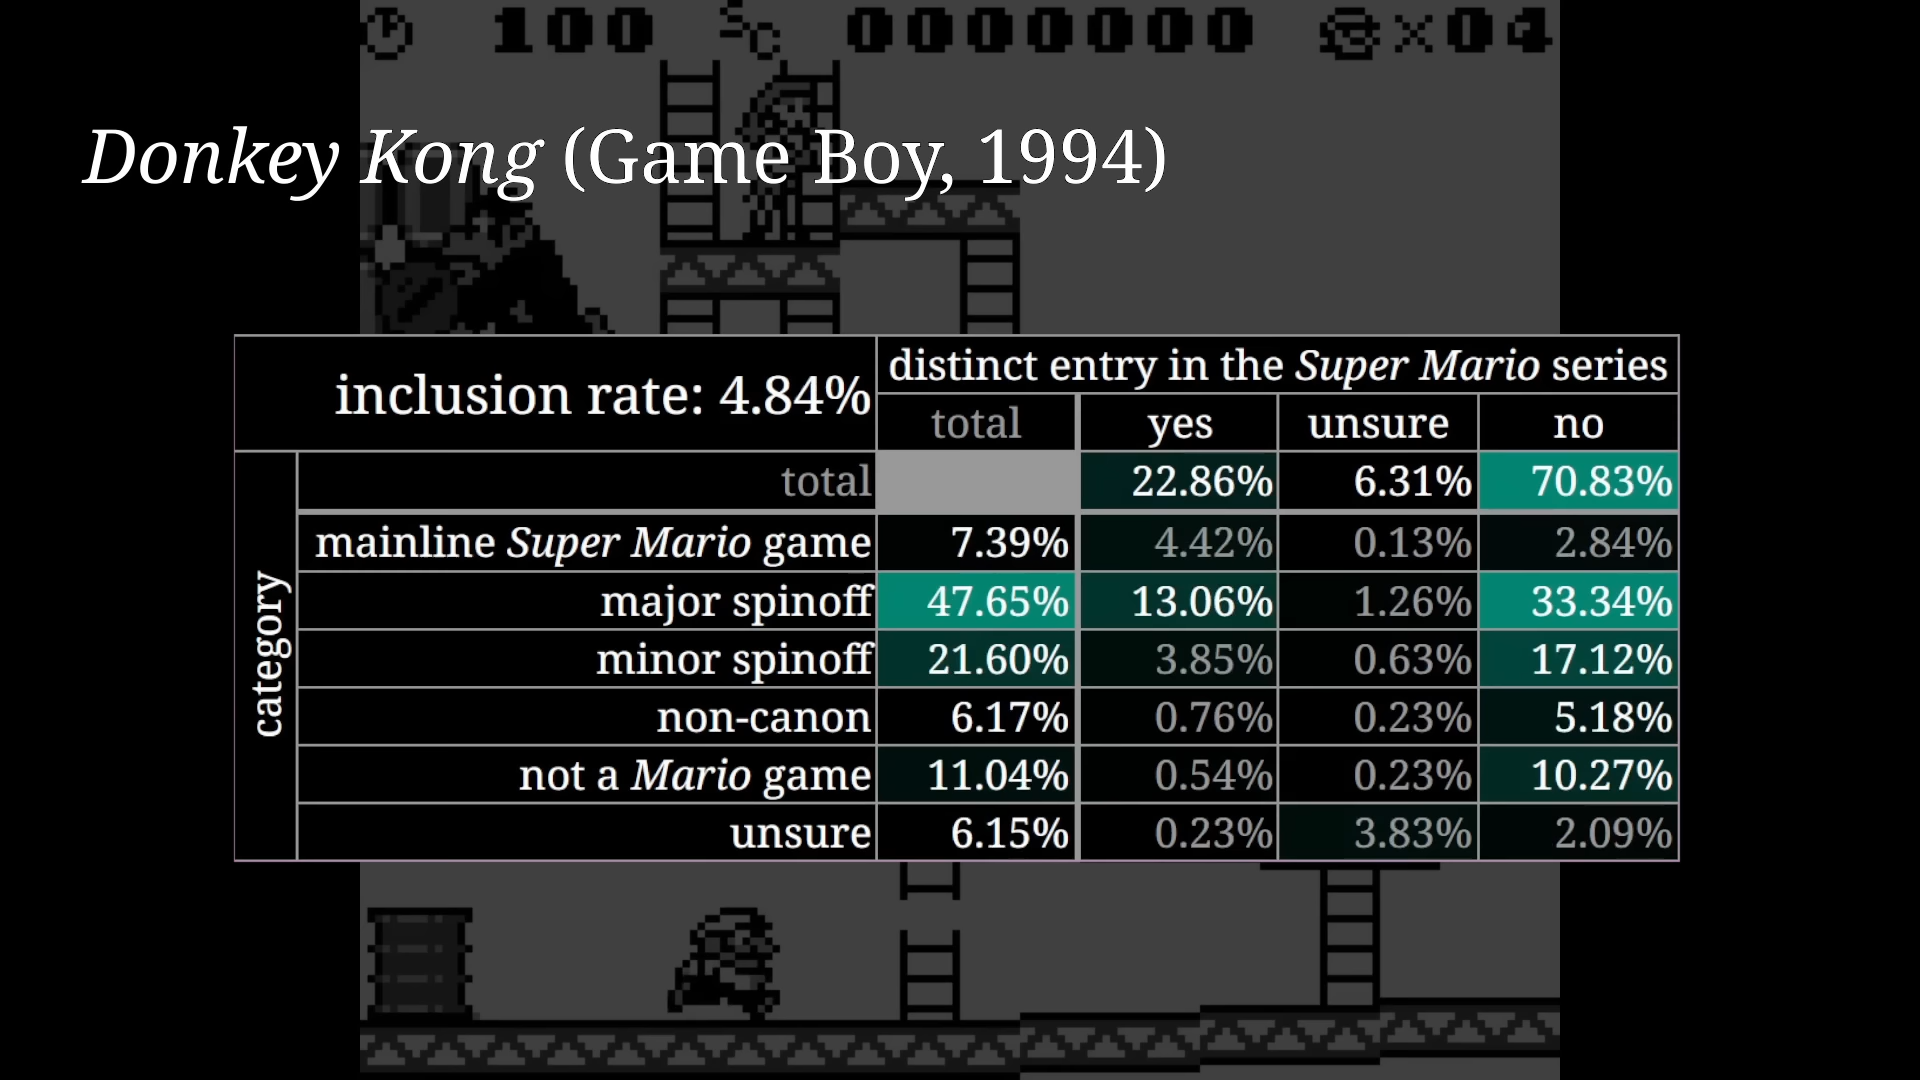 100 0000000 ×04
Donkey Kong (Game Boy, 1994)
inclusion rate: 4.84%
distinct entry in the Super Mario series
total yes unsure no
category
total 22.86% 6.31% 70.83%
mainline Super Mario game 7.39% 4.42% 0.13% 2.84%
major spinoff 47.65% 13.06% 1.26% 33.34%
minor spinoff 21.60% 3.85% 0.63% 17.12%
non-canon 6.17% 0.76% 0.23% 5.18%
not a Mario game 11.04% 0.54% 0.23% 10.27%
unsure 6.15% 0.23% 3.83% 2.09%